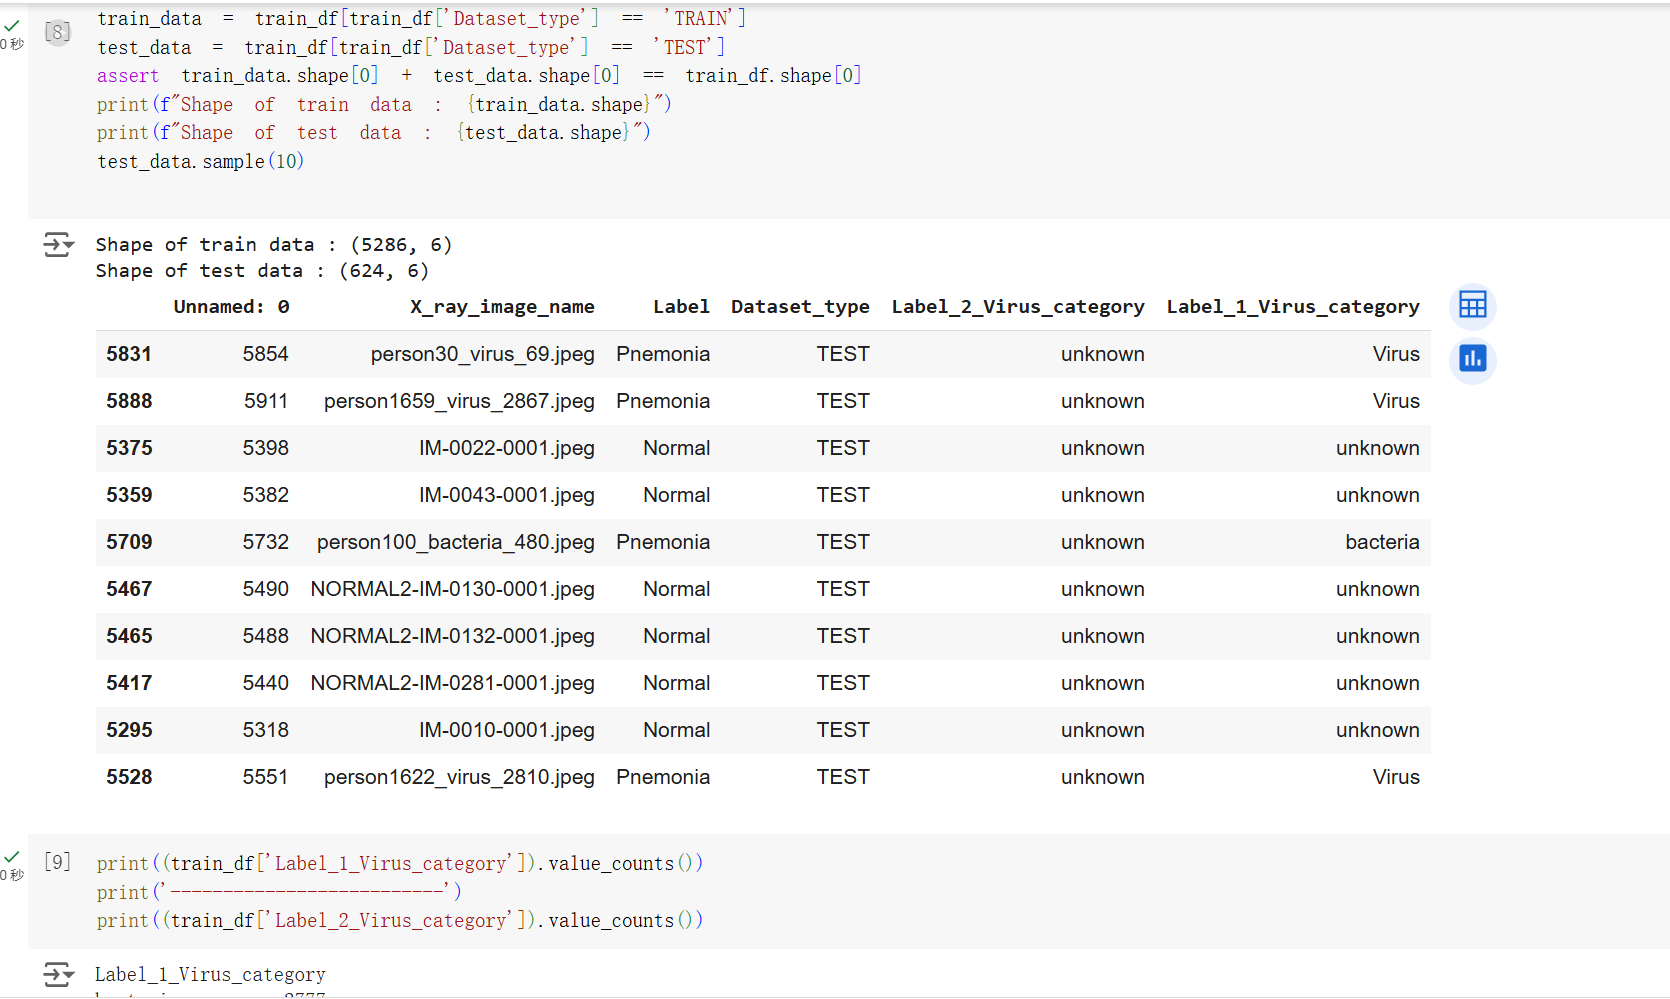 train_data = train_df[train_df['Dataset_type'] == 'TRAIN']
[8]
0 秒
test_data = train_df[train_df['Dataset_type'] == 'TEST']
assert train_data.shape[0] + test_data.shape[0] == train_df.shape[0]
print(f"Shape of train data : {train_data.shape}")
print(f"Shape of test data : {test_data.shape}")
test_data.sample(10)
Shape of train data : (5286, 6)
Shape of test data : (624, 6)
Unnamed: 0 X_ray_image_name Label Dataset_type Label_2_Virus_category Label_1_Virus_category
5831 5854 person30_virus_69.jpeg Pnemonia TEST unknown Virus
5888 5911 person1659_virus_2867.jpeg Pnemonia TEST unknown Virus
5375 5398 IM-0022-0001.jpeg Normal TEST unknown unknown
5359 5382 IM-0043-0001.jpeg Normal TEST unknown unknown
5709 5732 person100_bacteria_480.jpeg Pnemonia TEST unknown bacteria
5467 5490 NORMAL2-IM-0130-0001.jpeg Normal TEST unknown unknown
5465 5488 NORMAL2-IM-0132-0001.jpeg Normal TEST unknown unknown
5417 5440 NORMAL2-IM-0281-0001.jpeg Normal TEST unknown unknown
5295 5318 IM-0010-0001.jpeg Normal TEST unknown unknown
5528 5551 person1622_virus_2810.jpeg Pnemonia TEST unknown Virus
[9] print((train_df['Label_1_Virus_category']).value_counts())
0 秒
print('--------------------------')
print((train_df['Label_2_Virus_category']).value_counts())
Label_1_Virus_category